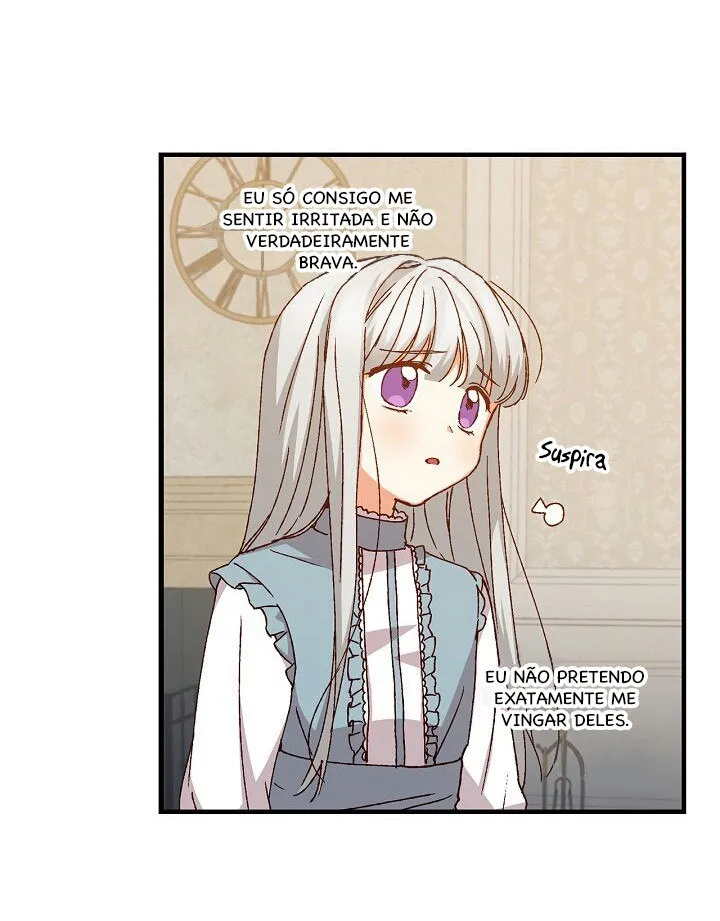 EU SÓ CONSIGO ME
SENTIR IRRITADA E NÃO
VERDADEIRAMENTE
BRAVA.
Suspira
EU NÃO PRETENDO
EXATAMENTE ME
VINGAR DELES.